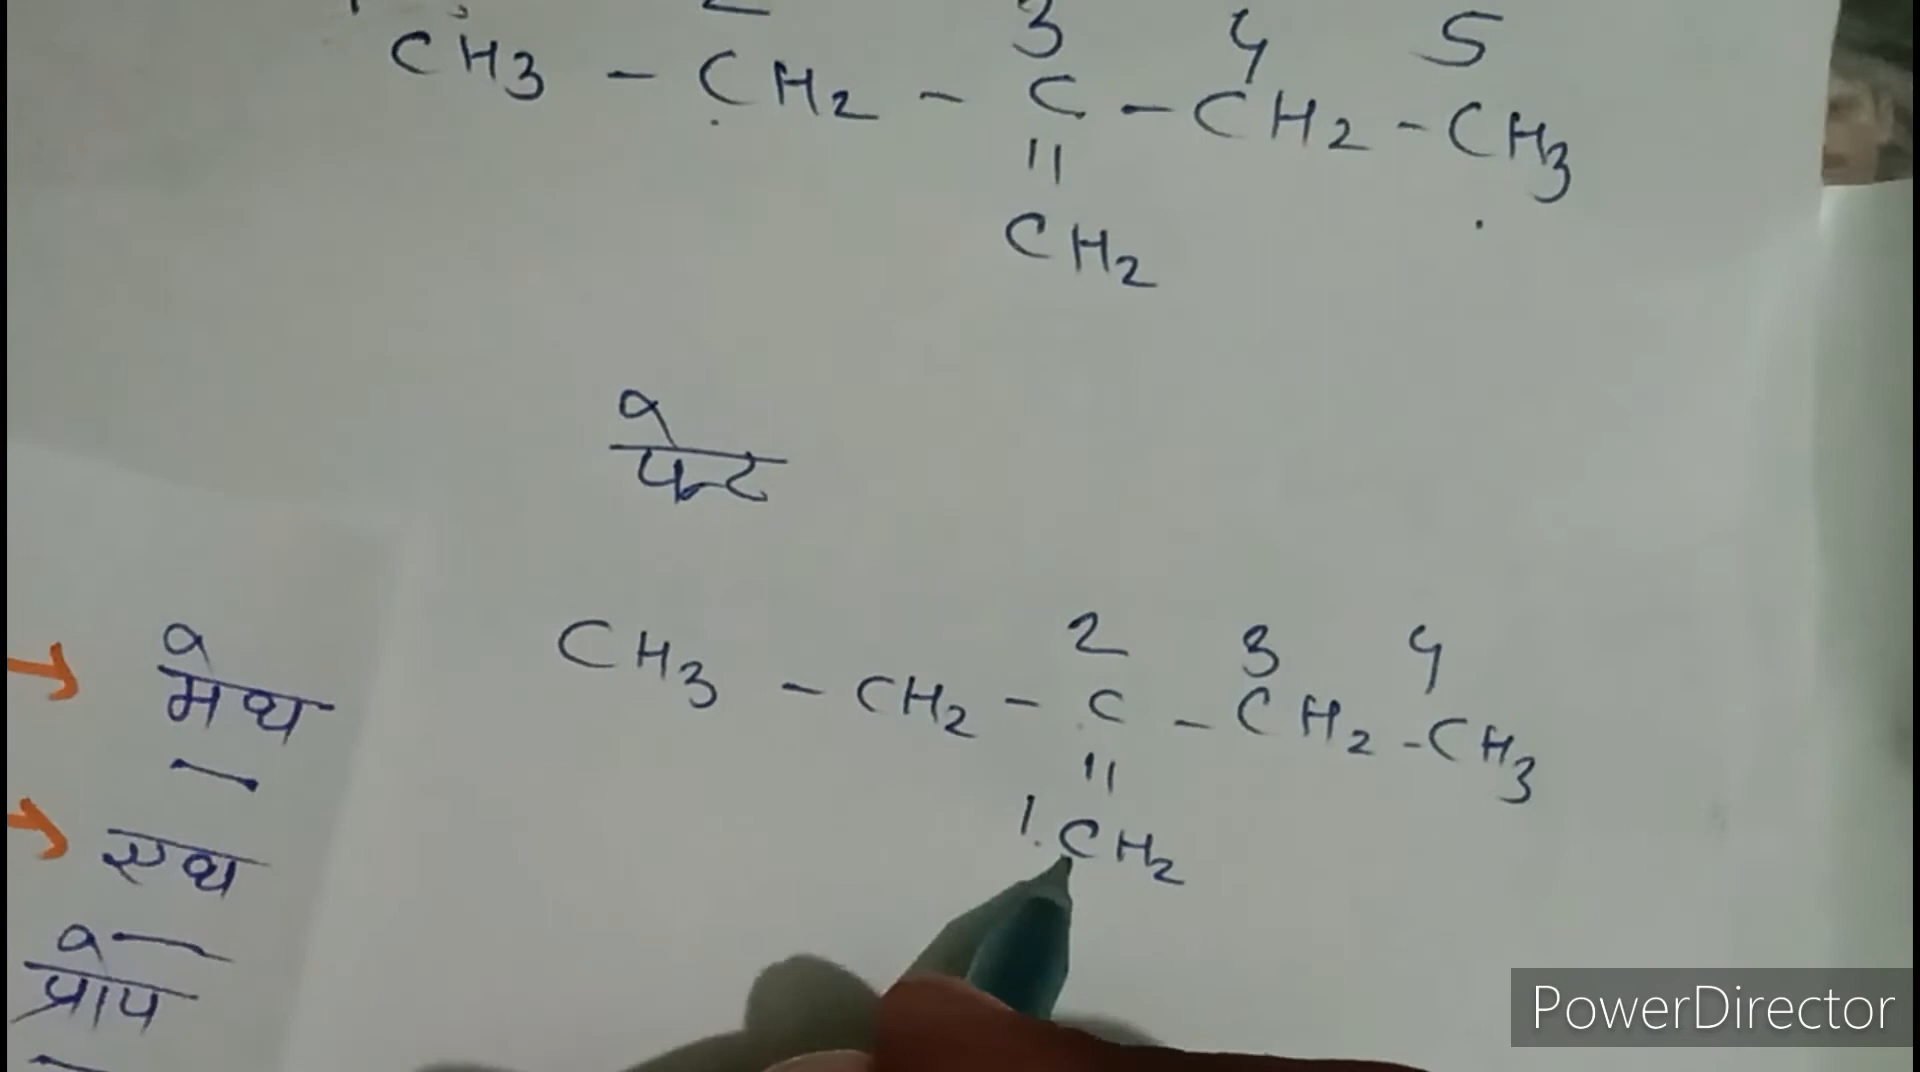 3 4 5
CH3 - CH2 - C - CH2 - CH3
||
CH2
पेन्ट
2 3 4
CH3 - CH2 - C - CH2 - CH3
||
1. CH2
मेथ
एथ
प्रोप
PowerDirector